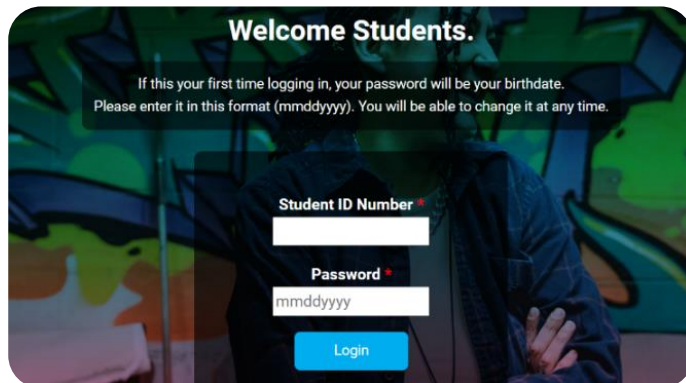 Welcome Students.
If this your first time logging in, your password will be your birthdate.
Please enter it in this format (mmddyyyy). You will be able to change it at any time.
Student ID Number *
Password *
mmddyyyy
Login